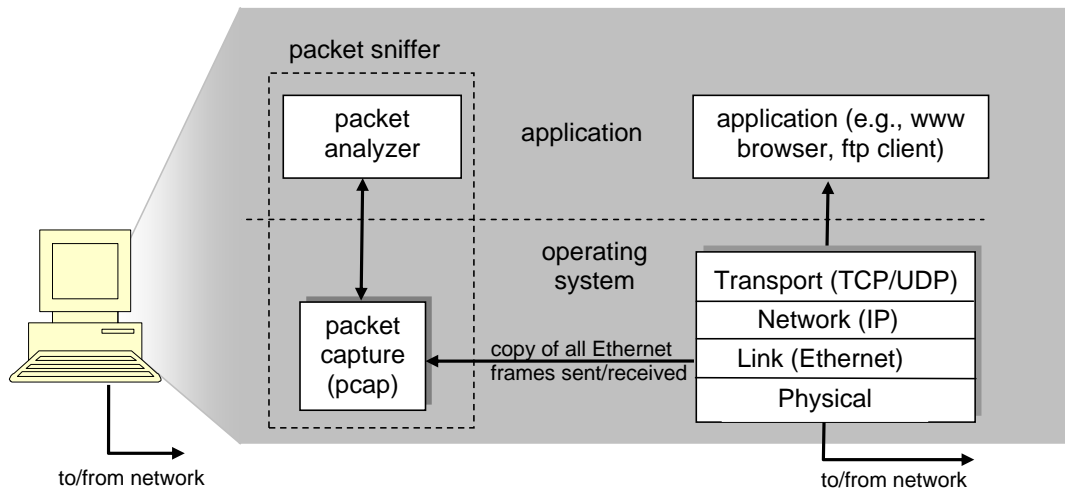 packet sniffer
packet
analyzer
application
application (e.g., www
browser, ftp client)
operating
system
packet
capture
(pcap)
copy of all Ethernet
frames sent/received
Transport (TCP/UDP)
Network (IP)
Link (Ethernet)
Physical
to/from network
to/from network